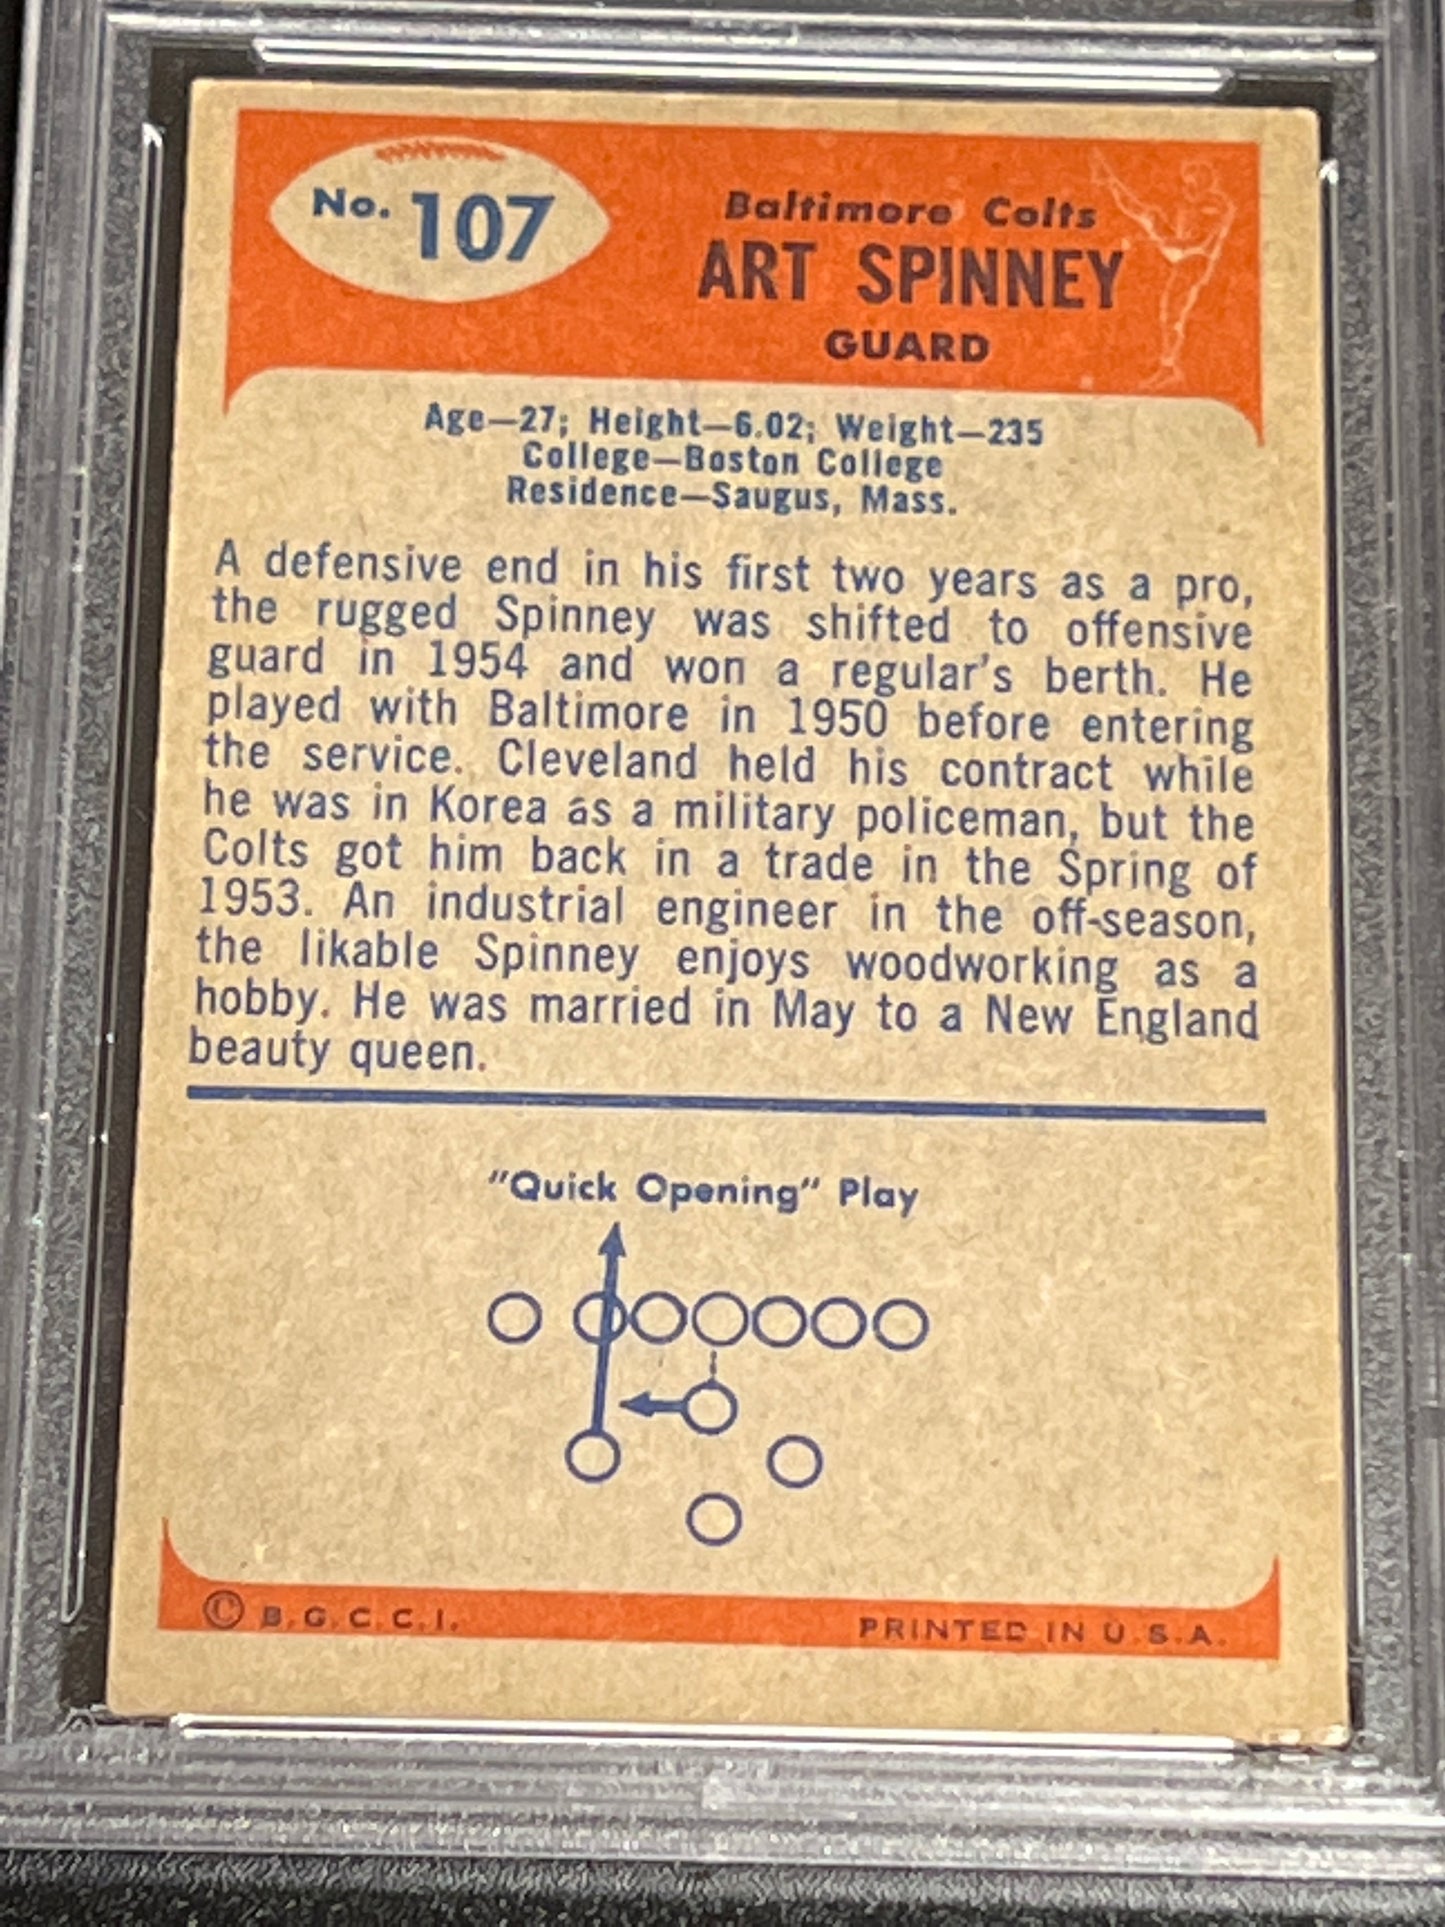 No. 107
Baltimore Colts
ART SPINNEY
GUARD
Age—27; Height—6.02; Weight—235
College—Boston College
Residence—Saugus, Mass.
A defensive end in his first two years as a pro,
the rugged Spinney was shifted to offensive
guard in 1954 and won a regular's berth. He
played with Baltimore in 1950 before entering
the service. Cleveland held his contract while
he was in Korea as a military policeman, but the
Colts got him back in a trade in the Spring of
1953. An industrial engineer in the off-season,
the likable Spinney enjoys woodworking as a
hobby. He was married in May to a New England
beauty queen.
"Quick Opening" Play
© B.G.C.C.I. PRINTED IN U.S.A.